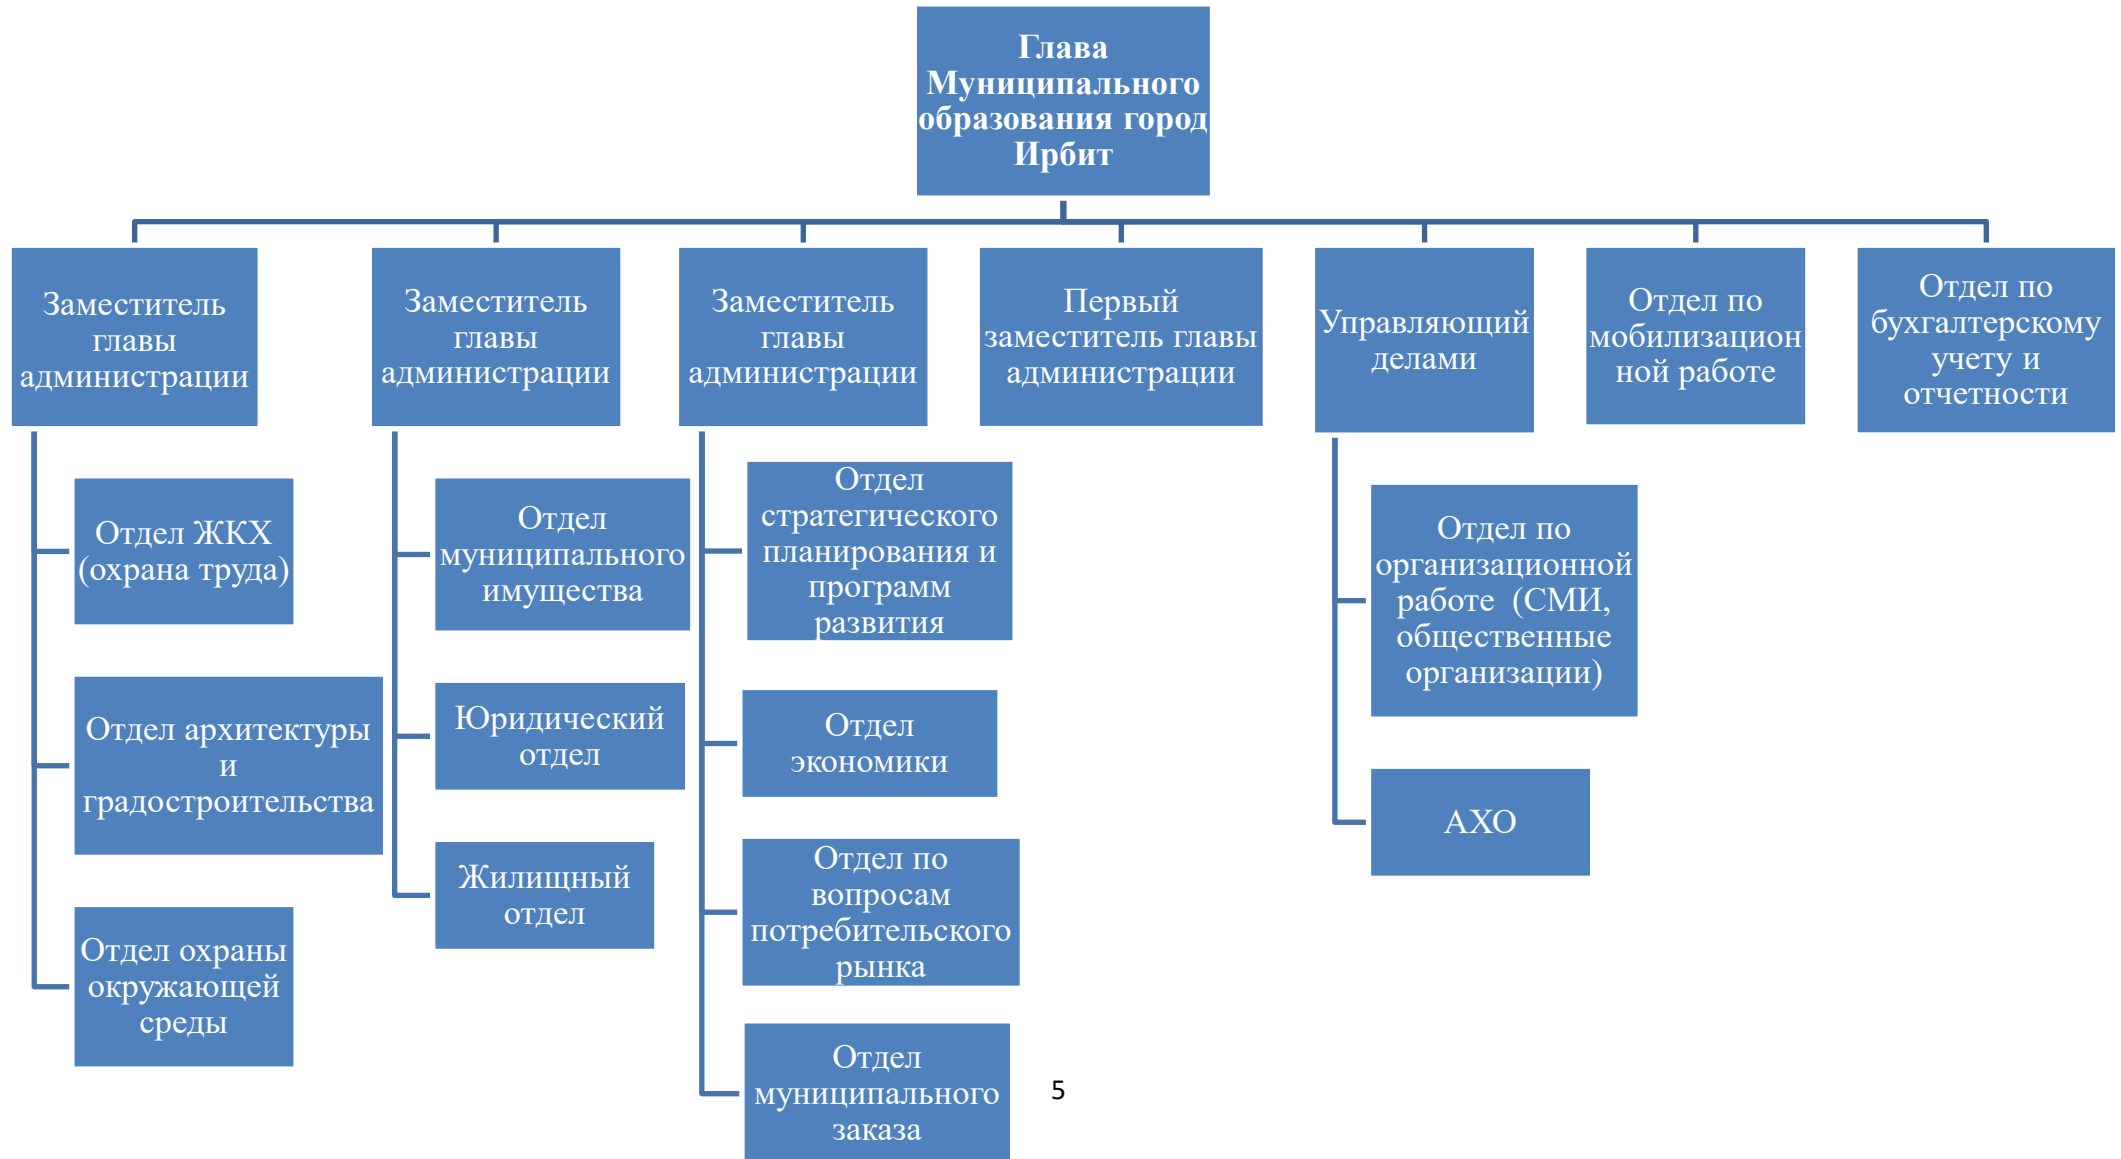 Глава
Муниципального
образования город
Ирбит
Заместитель
главы
администрации
Заместитель
главы
администрации
Заместитель
главы
администрации
Первый
заместитель главы
администрации
Управляющий
делами
Отдел по
мобилизацион
ной работе
Отдел по
бухгалтерскому
учету и
отчетности
Отдел ЖКХ
(охрана труда)
Отдел архитектуры
и
градостроительства
Отдел охраны
окружающей
среды
Отдел
муниципального
имущества
Юридический
отдел
Жилищный
отдел
Отдел
стратегического
планирования и
программ
развития
Отдел
экономики
Отдел по
вопросам
потребительского
рынка
Отдел
муниципального
заказа
Отдел по
организационной
работе (СМИ,
общественные
организации)
АХО
5